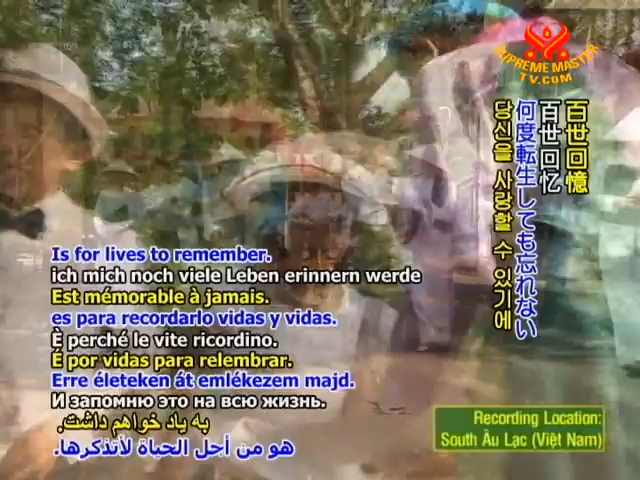 SUPREME MASTER
TV.COM
百世回憶
百世回忆
何度転生しても忘れない
당신을 사랑할 수 있기에
Is for lives to remember.
ich mich noch viele Leben erinnern werde
Est mémorable à jamais.
es para recordarlo vidas y vidas.
È perché le vite ricordino.
É por vidas para relembrar.
Erre életeken át emlékezem majd.
И запомню это на всю жизнь.
به یاد خواهم داشت.
هو من أجل الحياة لأتذكرها.
Recording Location:
South Âu Lạc (Việt Nam)